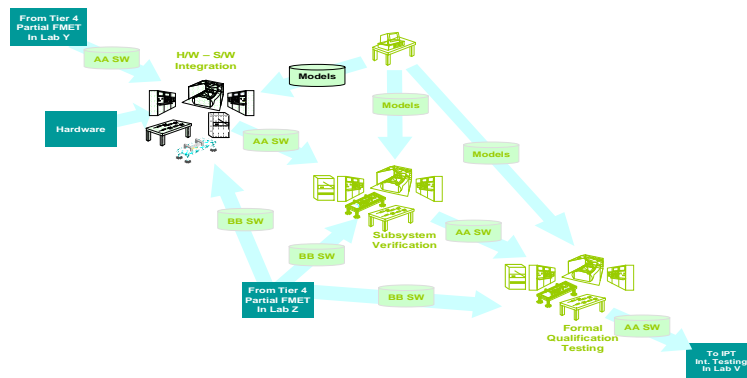 From Tier 4
Partial FMET
In Lab Y
AA SW
H/W – S/W
Integration
Models
Models
Hardware
AA SW
Models
BB SW
Subsystem
Verification
AA SW
BB SW
From Tier 4
Partial FMET
In Lab Z
BB SW
Formal
Qualification
Testing
AA SW
To IPT
Int. Testing
In Lab V